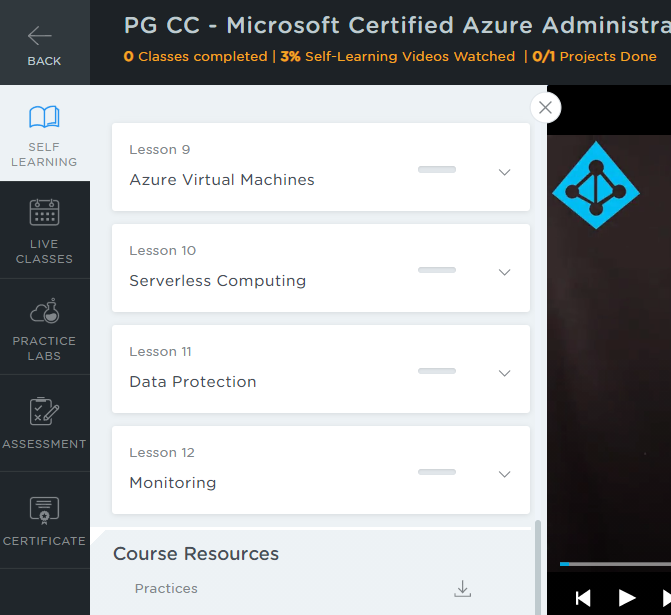 PG CC - Microsoft Certified Azure Administra
0 Classes completed | 3% Self-Learning Videos Watched | 0/1 Projects Done
BACK
SELF
LEARNING
LIVE
CLASSES
PRACTICE
LABS
ASSESSMENT
CERTIFICATE
Lesson 9
Azure Virtual Machines
Lesson 10
Serverless Computing
Lesson 11
Data Protection
Lesson 12
Monitoring
Course Resources
Practices